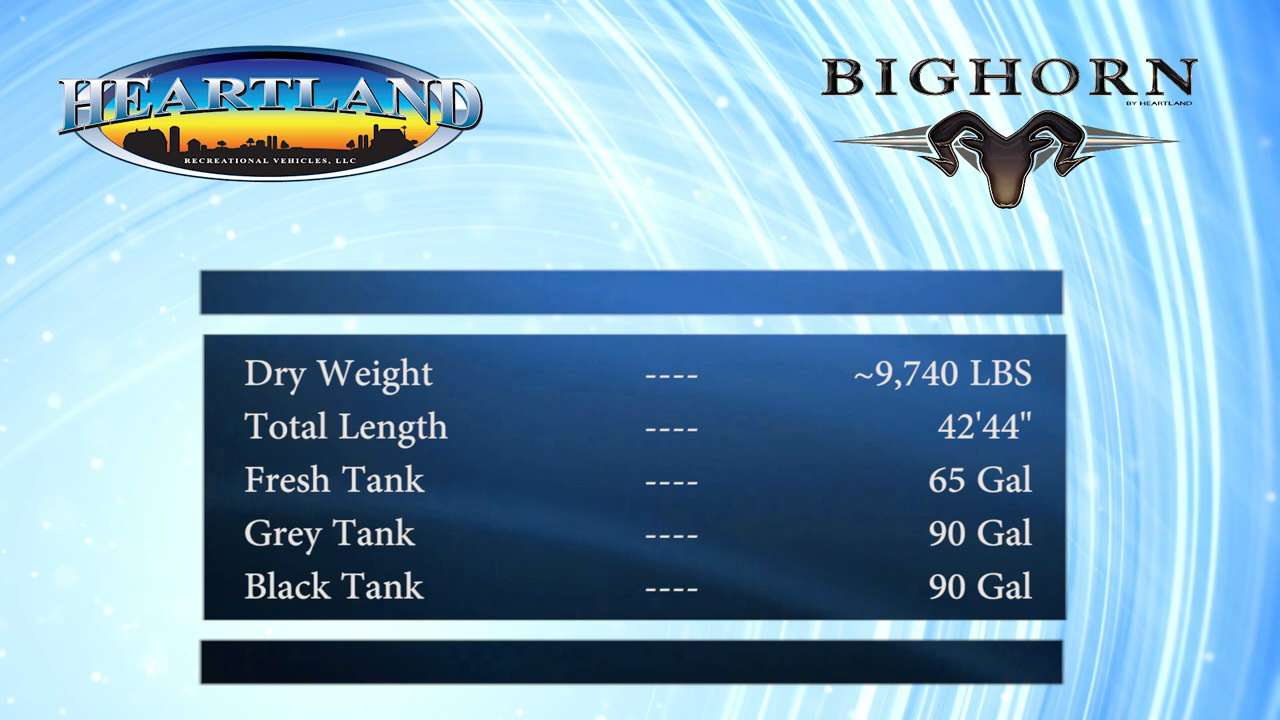 HEARTLAND
RECREATIONAL VEHICLES, LLC
BIGHORN
BY HEARTLAND
Dry Weight ---- ~9,740 LBS
Total Length ---- 42'44"
Fresh Tank ---- 65 Gal
Grey Tank ---- 90 Gal
Black Tank ---- 90 Gal